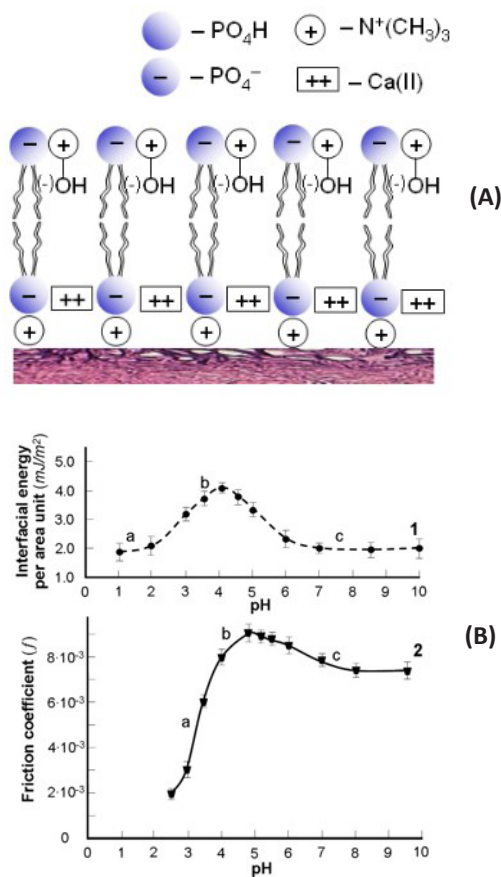 – PO₄H + – N⁺(CH₃)₃
– – PO₄⁻ ++ – Ca(II)
– + – + – + – + – +
(-) OH (-) OH (-) OH (-) OH (-) OH
(A)
– ++ – ++ – ++ – ++ – ++
+ + + + +
Interfacial energy
per area unit (mJ/m²)
5.0
4.0
3.0
2.0
1.0
a b c 1
0 1 2 3 4 5 6 7 8 9 10
pH
(B)
Friction coefficient (f)
8·10⁻³
6·10⁻³
4·10⁻³
2·10⁻³
0
a b c 2
0 1 2 3 4 5 6 7 8 9 10
pH